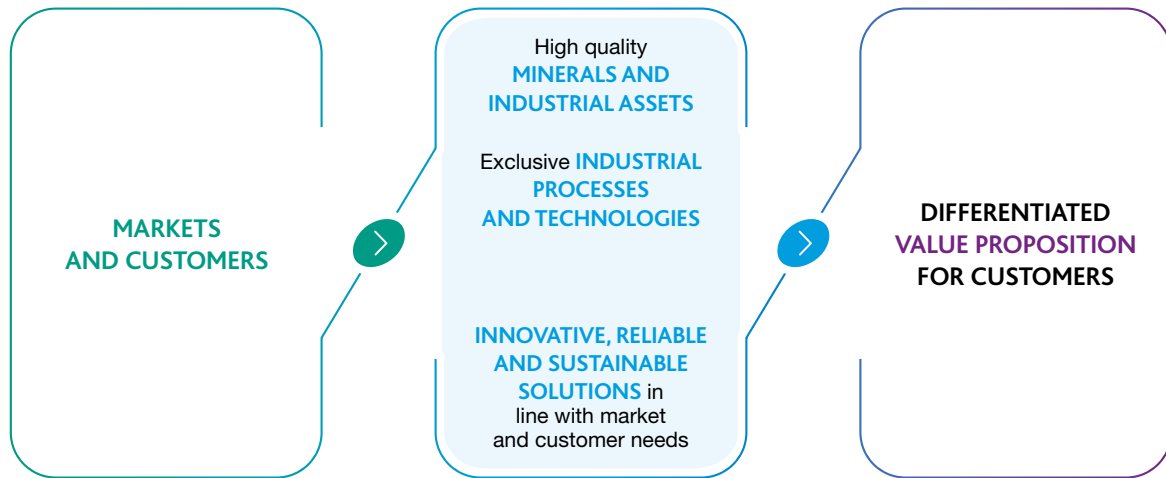 MARKETS
AND CUSTOMERS
High quality
MINERALS AND
INDUSTRIAL ASSETS
Exclusive INDUSTRIAL
PROCESSES
AND TECHNOLOGIES
INNOVATIVE, RELIABLE
AND SUSTAINABLE
SOLUTIONS in
line with market
and customer needs
DIFFERENTIATED
VALUE PROPOSITION
FOR CUSTOMERS